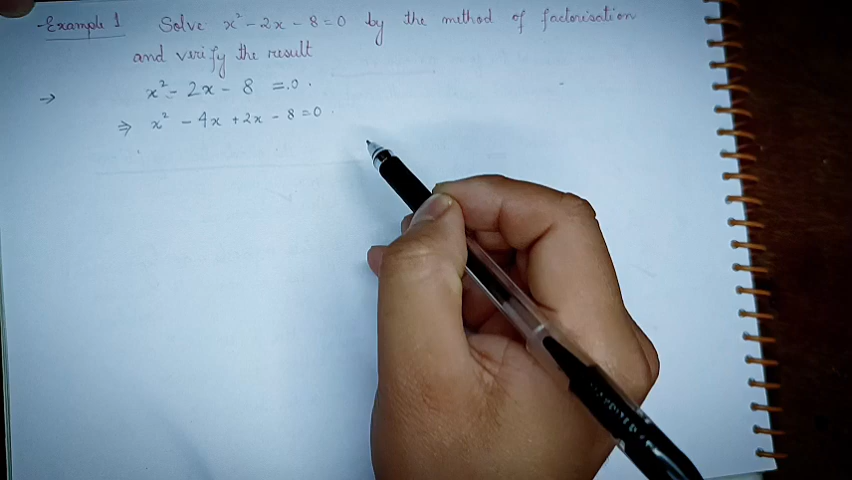 Example 1 Solve x² - 2x - 8 = 0 by the method of factorisation
and verify the result
→ x² - 2x - 8 = 0.
⇒ x² - 4x + 2x - 8 = 0